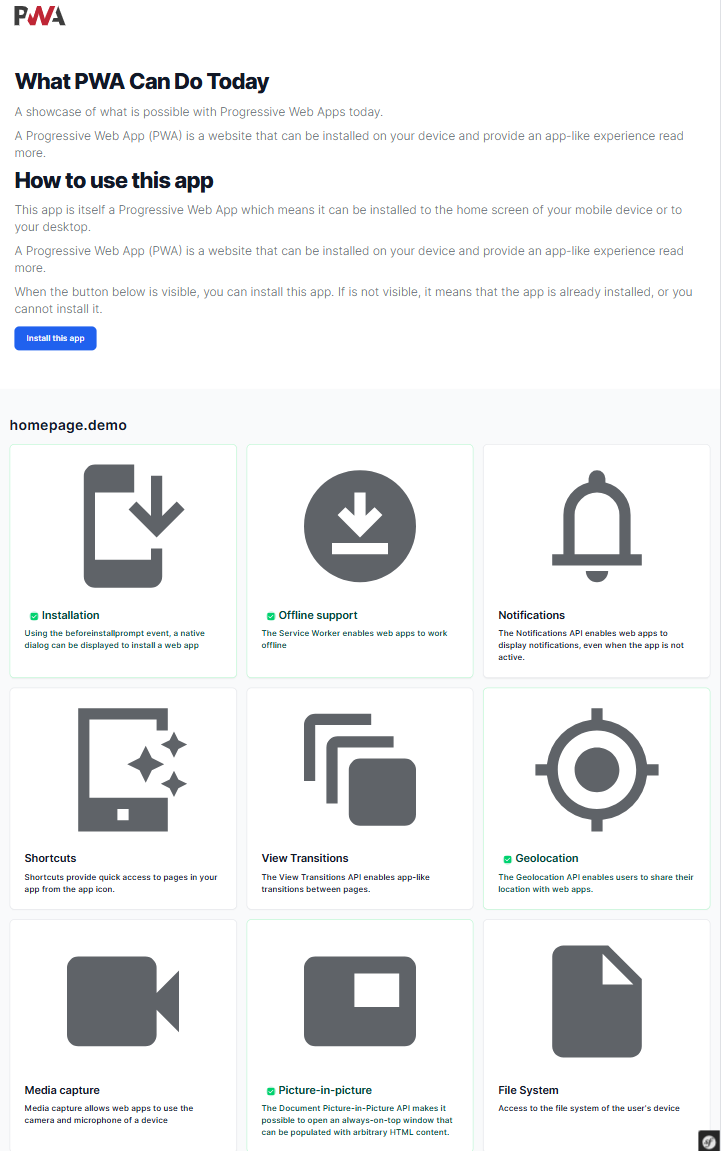 PWA
What PWA Can Do Today
A showcase of what is possible with Progressive Web Apps today.
A Progressive Web App (PWA) is a website that can be installed on your device and provide an app-like experience read
more.
How to use this app
This app is itself a Progressive Web App which means it can be installed to the home screen of your mobile device or to
your desktop.
A Progressive Web App (PWA) is a website that can be installed on your device and provide an app-like experience read
more.
When the button below is visible, you can install this app. If is not visible, it means that the app is already installed, or you
cannot install it.
Install this app
homepage.demo
Installation
Using the beforeinstallprompt event, a native
dialog can be displayed to install a web app
Offline support
The Service Worker enables web apps to work
offline
Notifications
The Notifications API enables web apps to
display notifications, even when the app is not
active.
Shortcuts
Shortcuts provide quick access to pages in your
app from the app icon.
View Transitions
The View Transitions API enables app-like
transitions between pages.
Geolocation
The Geolocation API enables users to share their
location with web apps.
Media capture
Media capture allows web apps to use the
camera and microphone of a device
Picture-in-picture
The Document Picture-in-Picture API makes it
possible to open an always-on-top window that
can be populated with arbitrary HTML content.
File System
Access to the file system of the user's device
sf